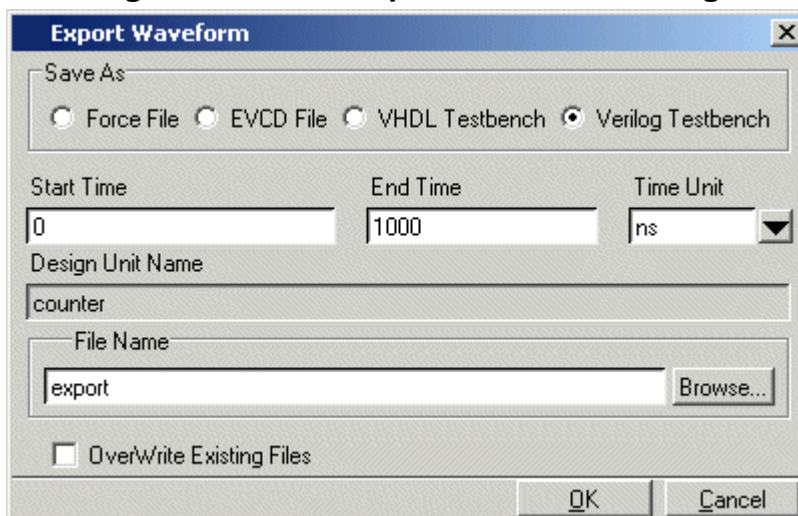 Export Waveform
Save As
Force File EVCD File VHDL Testbench Verilog Testbench
Start Time End Time Time Unit
0 1000 ns
Design Unit Name
counter
File Name
export Browse...
OverWrite Existing Files
OK Cancel